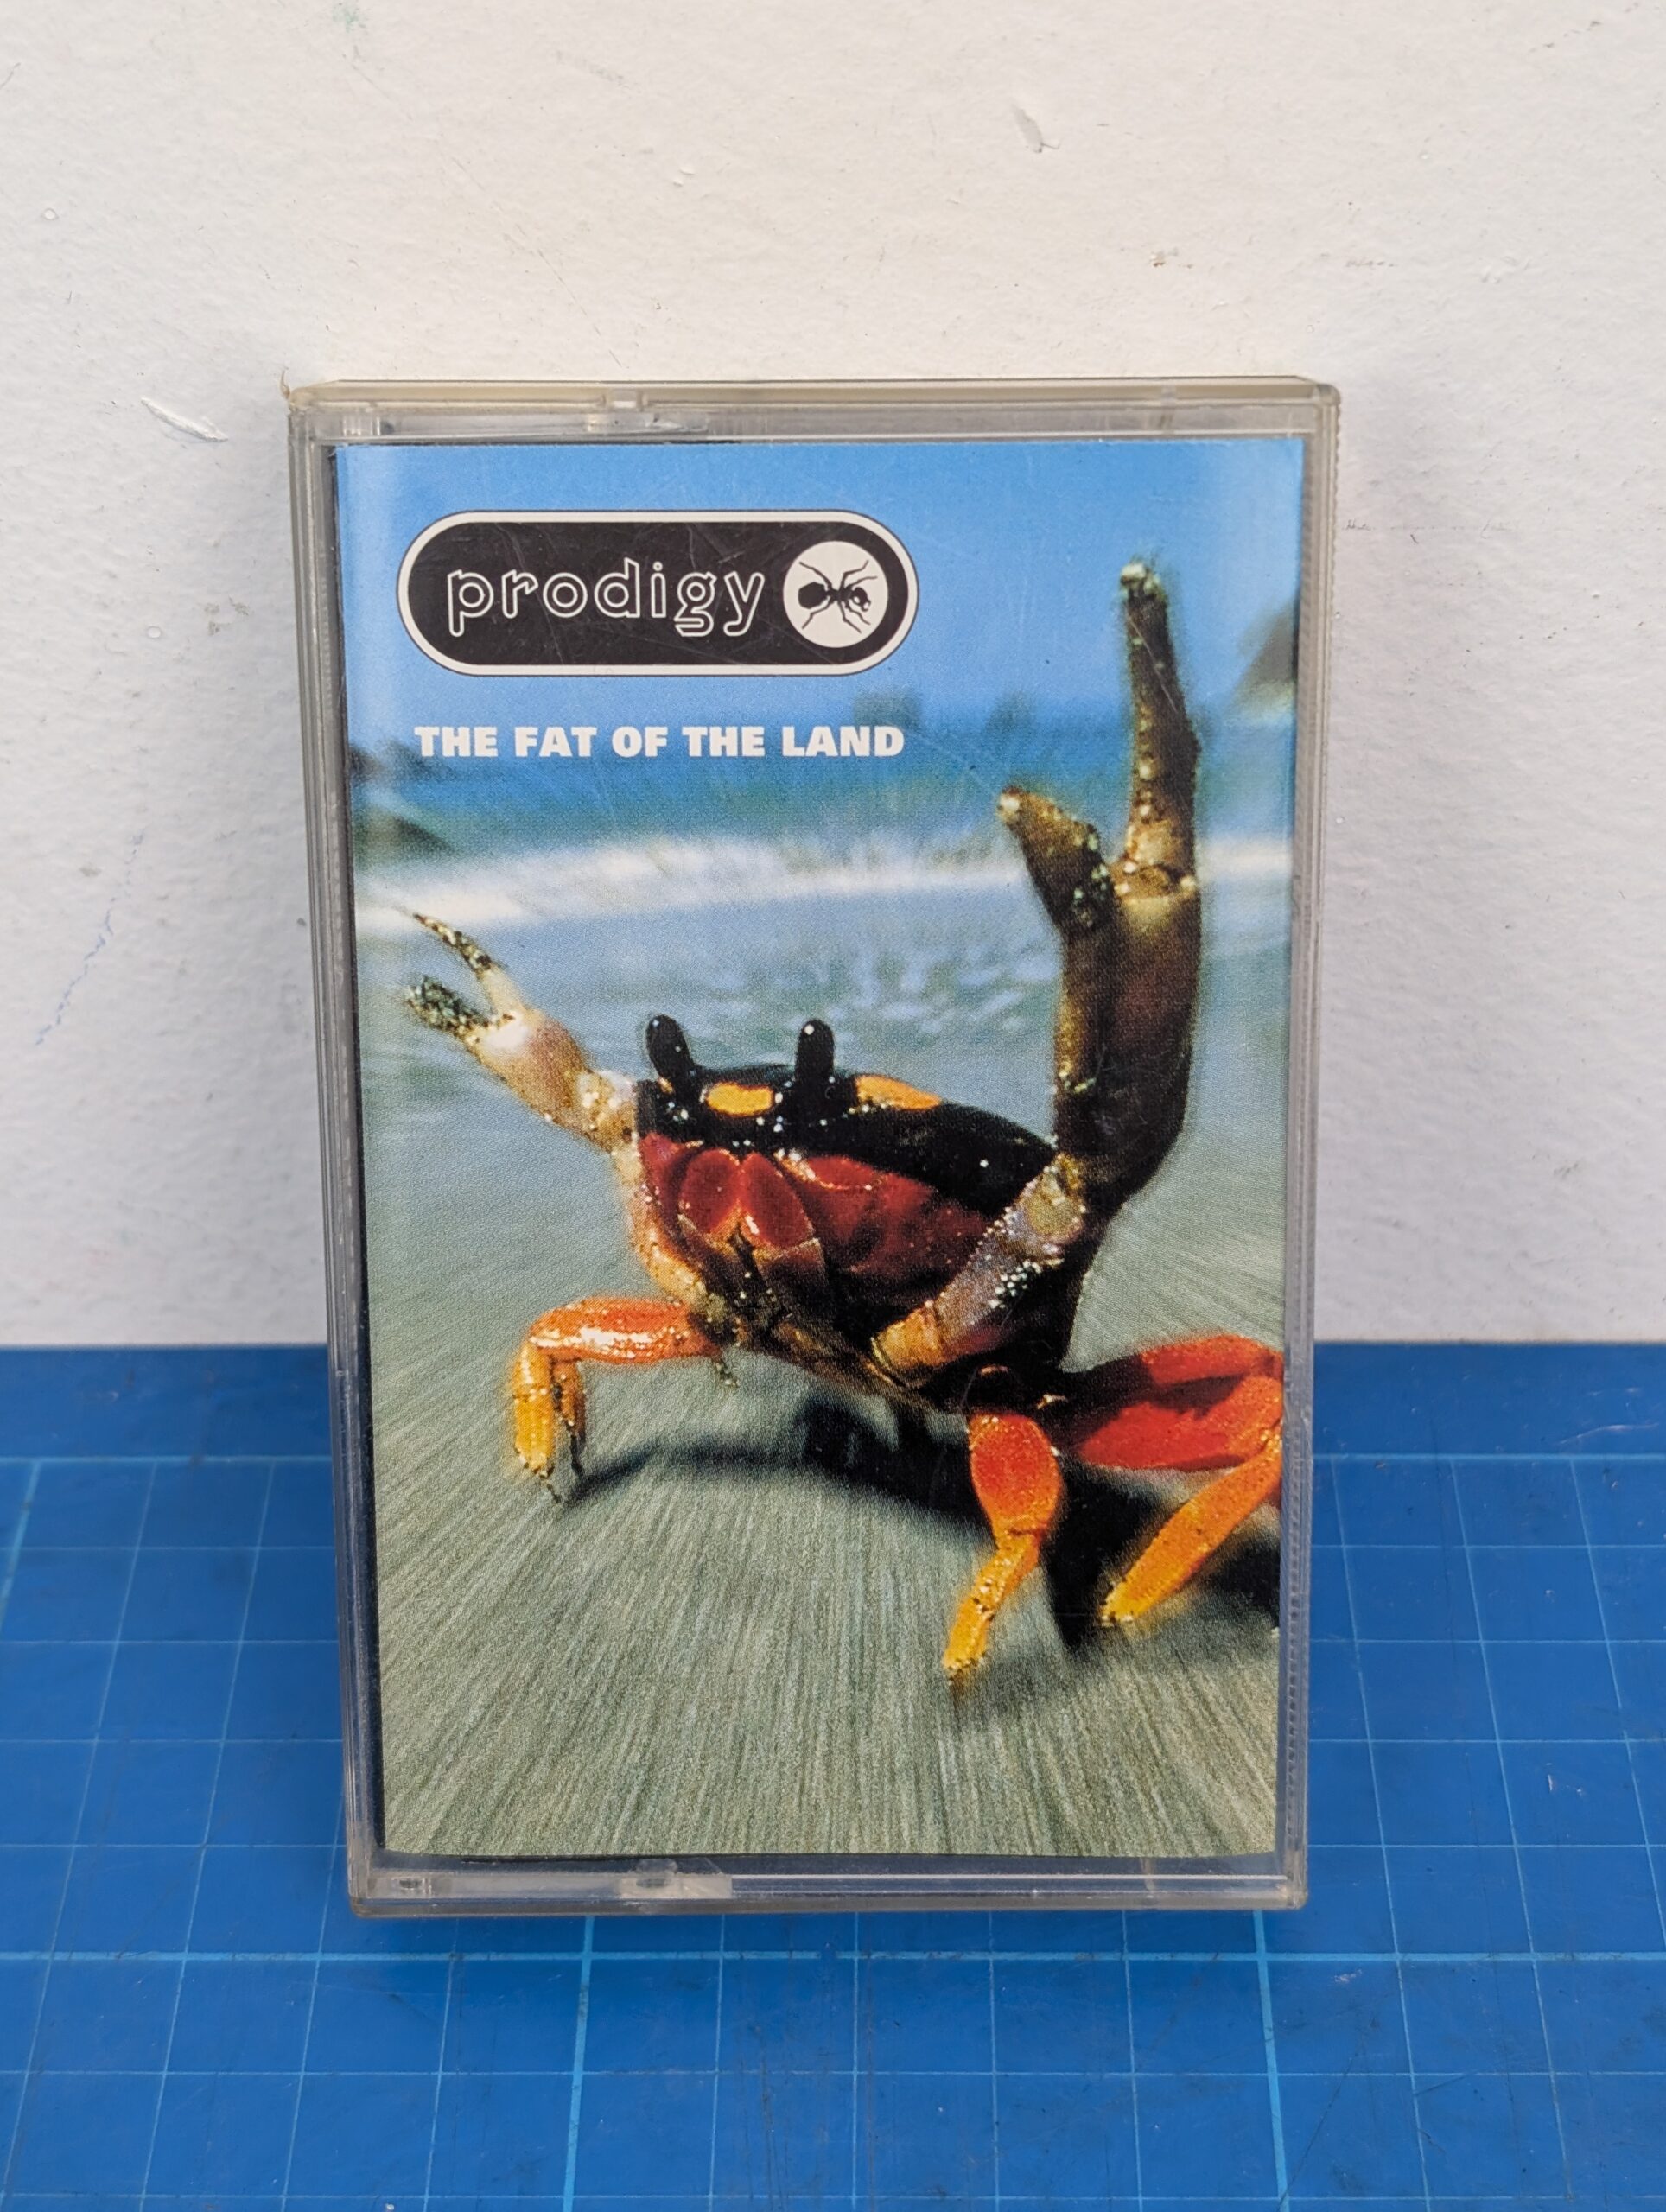 prodigy
THE FAT OF THE LAND